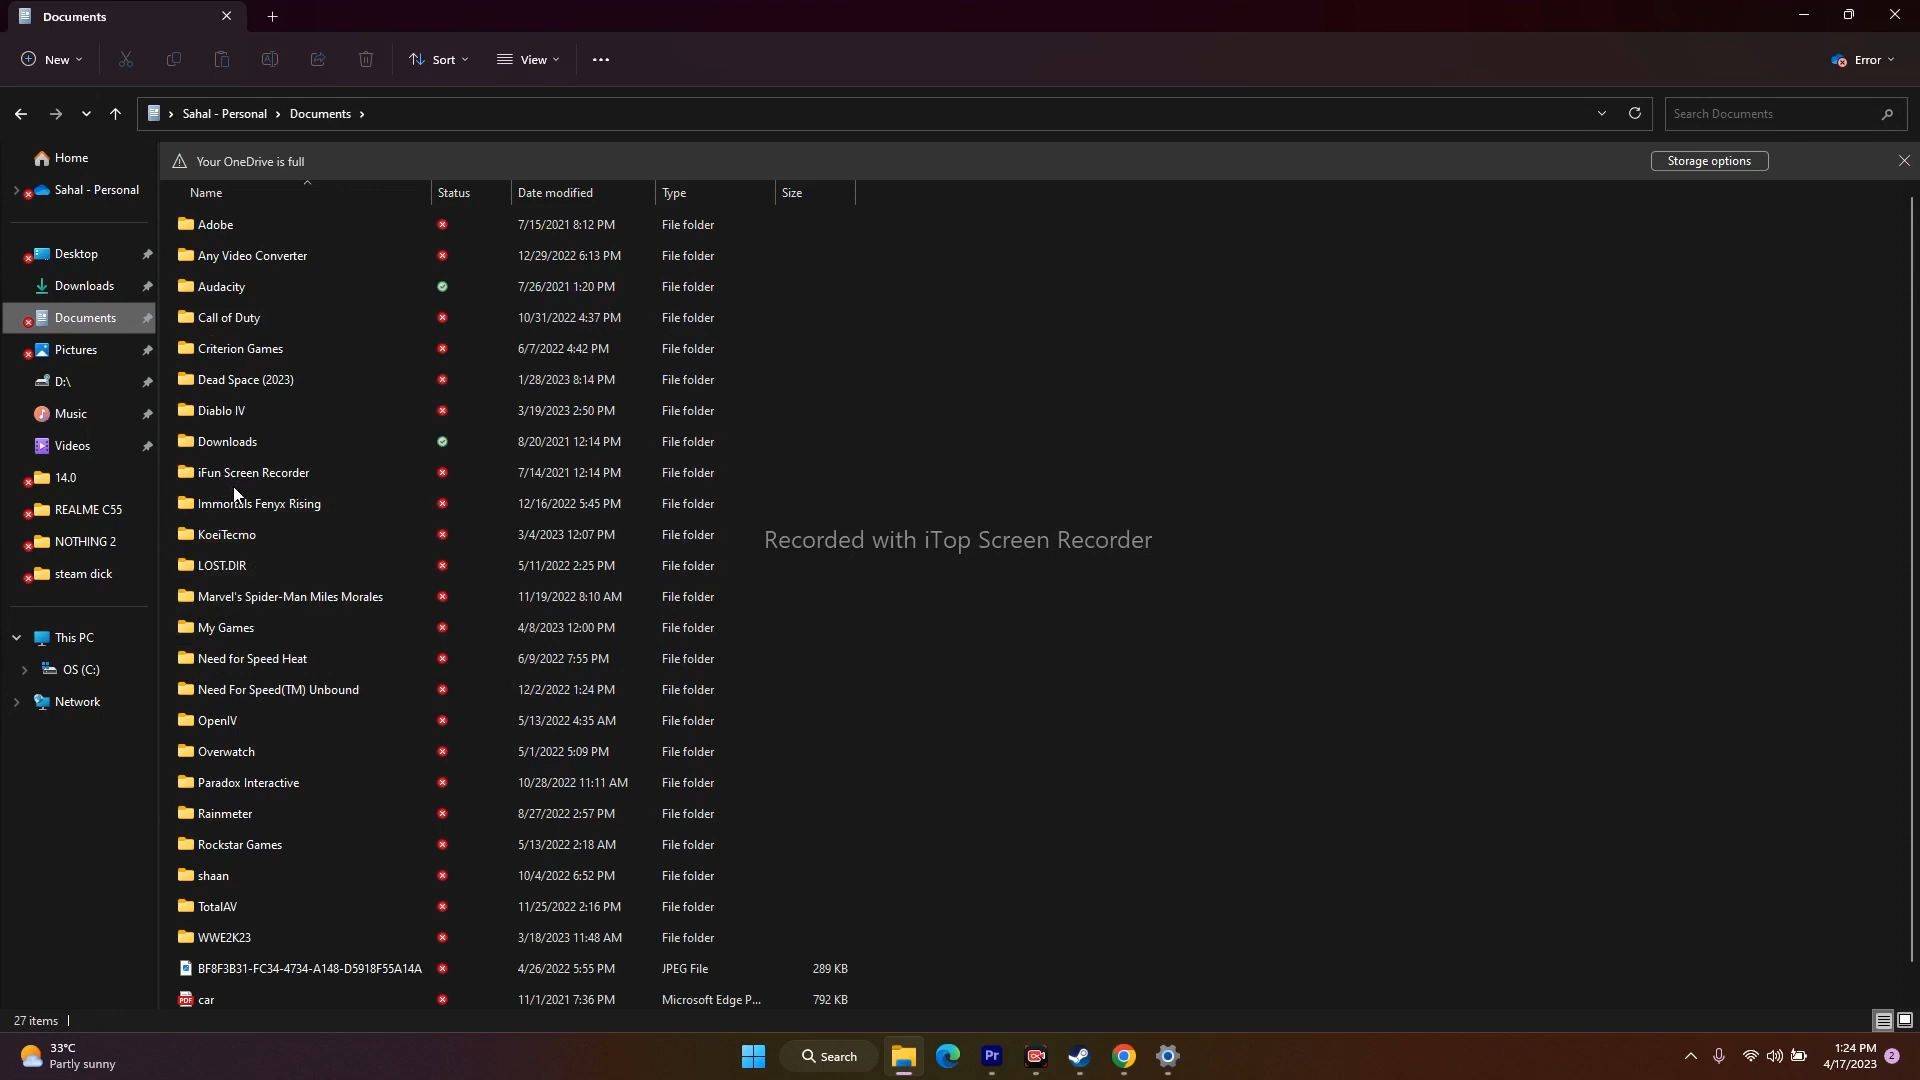 Documents
New
Sort
View
Error
Sahal - Personal
Documents
Search Documents
Your OneDrive is full
Storage options
Home
Sahal - Personal
Desktop
Downloads
Documents
Pictures
D:\
Music
Videos
14.0
REALME C55
NOTHING 2
steam dick
This PC
OS (C:)
Network
Name Status Date modified Type Size
Adobe 7/15/2021 8:12 PM File folder
Any Video Converter 12/29/2022 6:13 PM File folder
Audacity 7/26/2021 1:20 PM File folder
Call of Duty 10/31/2022 4:37 PM File folder
Criterion Games 6/7/2022 4:42 PM File folder
Dead Space (2023) 1/28/2023 8:14 PM File folder
Diablo IV 3/19/2023 2:50 PM File folder
Downloads 8/20/2021 12:14 PM File folder
iFun Screen Recorder 7/14/2021 12:14 PM File folder
Immortals Fenyx Rising 12/16/2022 5:45 PM File folder
KoeiTecmo 3/4/2023 12:07 PM File folder
LOST.DIR 5/11/2022 2:25 PM File folder
Marvel's Spider-Man Miles Morales 11/19/2022 8:10 AM File folder
My Games 4/8/2023 12:00 PM File folder
Need for Speed Heat 6/9/2022 7:55 PM File folder
Need For Speed(TM) Unbound 12/2/2022 1:24 PM File folder
OpenIV 5/13/2022 4:35 AM File folder
Overwatch 5/1/2022 5:09 PM File folder
Paradox Interactive 10/28/2022 11:11 AM File folder
Rainmeter 8/27/2022 2:57 PM File folder
Rockstar Games 5/13/2022 2:18 AM File folder
shaan 10/4/2022 6:52 PM File folder
TotalAV 11/25/2022 2:16 PM File folder
WWE2K23 3/18/2023 11:48 AM File folder
BF8F3B31-FC34-4734-A148-D5918F55A14A 4/26/2022 5:55 PM JPEG File 289 KB
car 11/1/2021 7:36 PM Microsoft Edge P... 792 KB
Recorded with iTop Screen Recorder
27 items
33°C
Partly sunny
Search
Pr
1:24 PM
4/17/2023
2